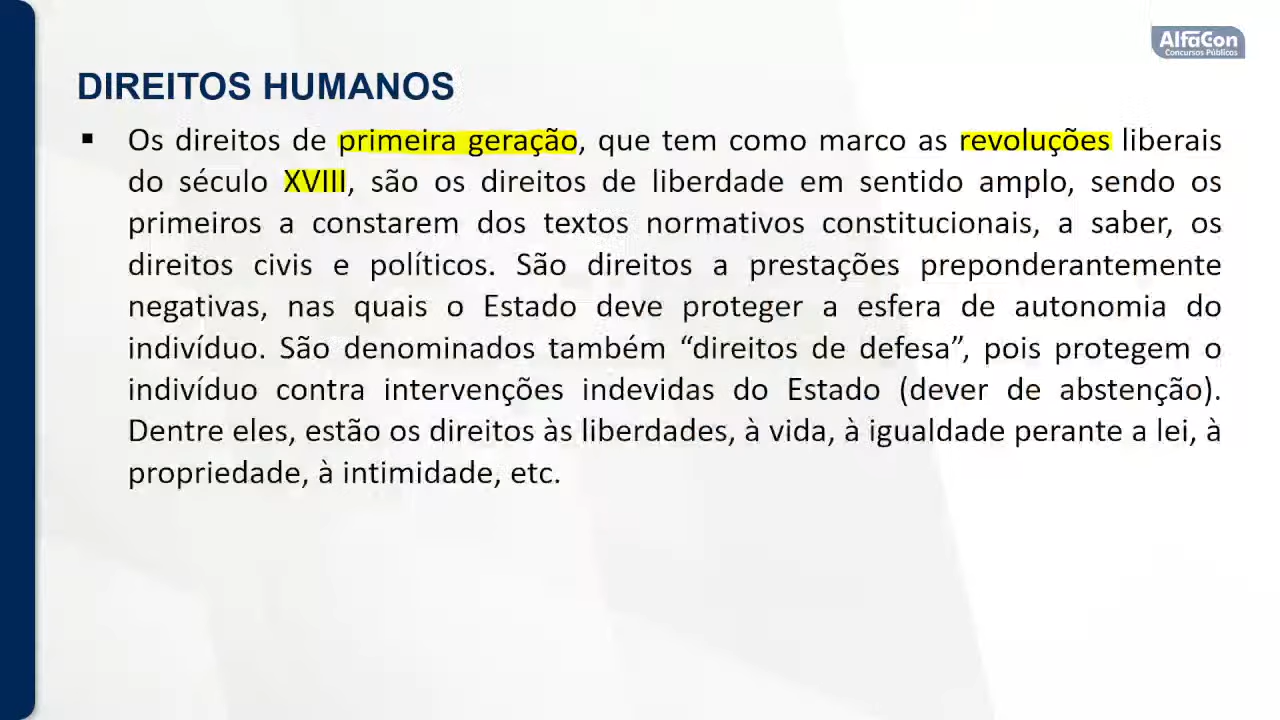 AlfaCon
Concursos Públicos
DIREITOS HUMANOS
▪ Os direitos de primeira geração, que tem como marco as revoluções liberais
do século XVIII, são os direitos de liberdade em sentido amplo, sendo os
primeiros a constarem dos textos normativos constitucionais, a saber, os
direitos civis e políticos. São direitos a prestações preponderantemente
negativas, nas quais o Estado deve proteger a esfera de autonomia do
indivíduo. São denominados também “direitos de defesa”, pois protegem o
indivíduo contra intervenções indevidas do Estado (dever de abstenção).
Dentre eles, estão os direitos às liberdades, à vida, à igualdade perante a lei, à
propriedade, à intimidade, etc.